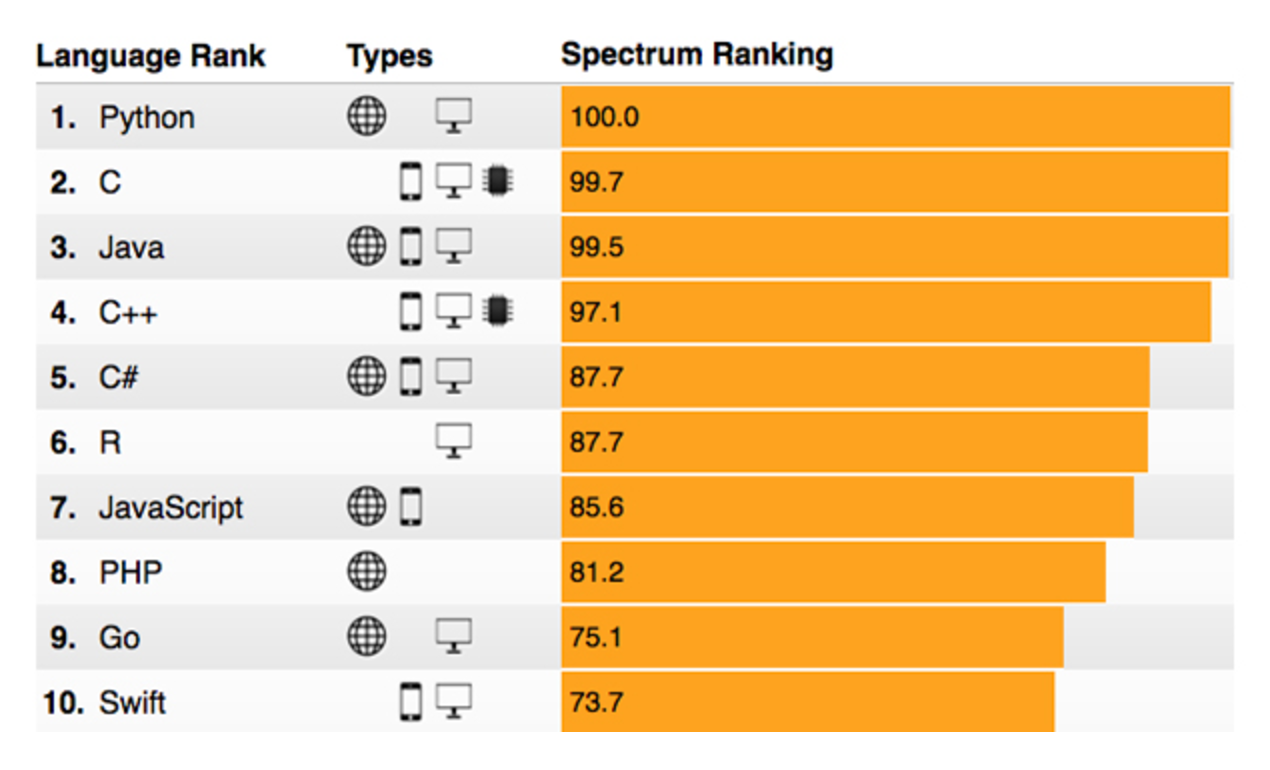 Language Rank Types Spectrum Ranking
1. Python 100.0
2. C 99.7
3. Java 99.5
4. C++ 97.1
5. C# 87.7
6. R 87.7
7. JavaScript 85.6
8. PHP 81.2
9. Go 75.1
10. Swift 73.7